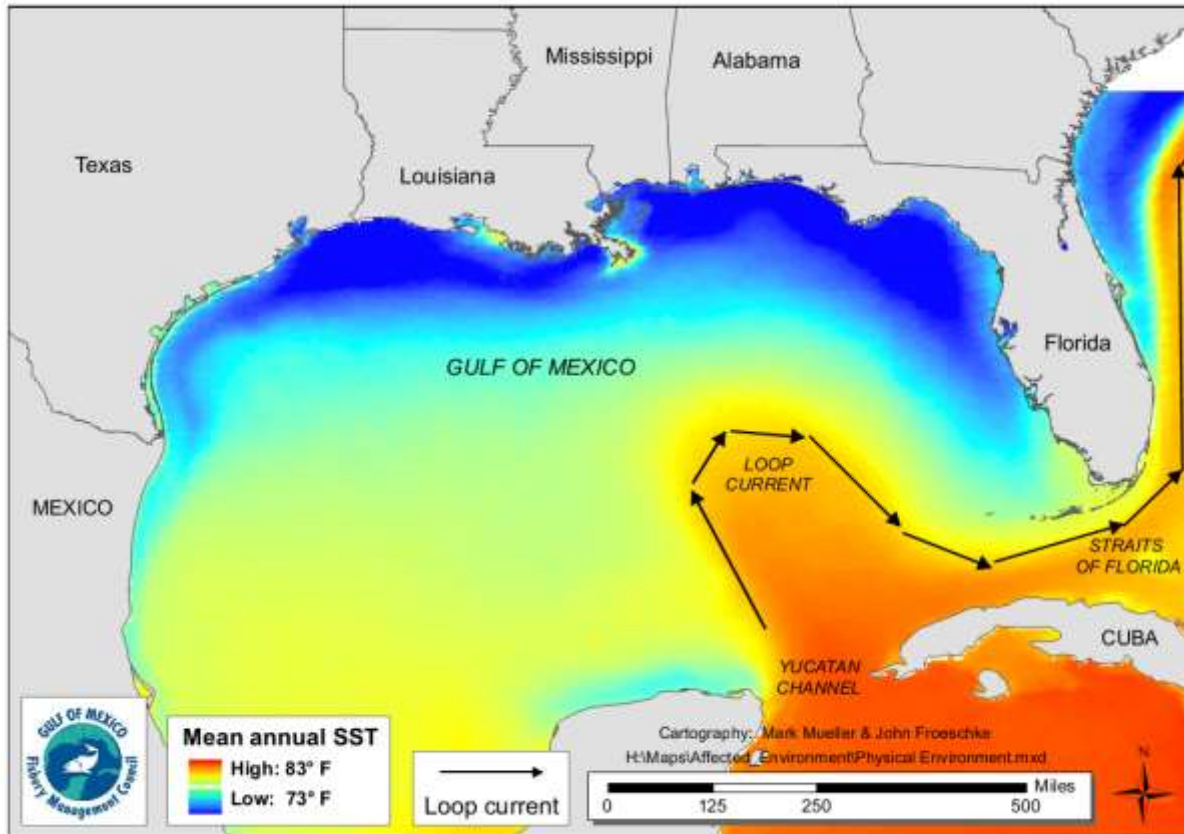 Mississippi
Alabama
Texas
Louisiana
GULF OF MEXICO
Florida
LOOP
CURRENT
MEXICO
STRAITS
OF FLORIDA
CUBA
YUCATAN
CHANNEL
GULF OF MEXICO
Fishery Management Council
Mean annual SST
High: 83° F
Low: 73° F
Loop current
Cartography: Mark Mueller & John Froeschke
H:\Maps\Affected_Environment\Physical Environment.mxd
Miles
0 125 250 500
N